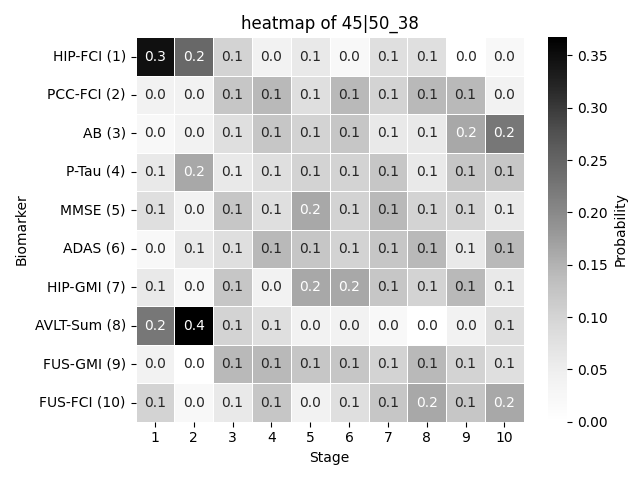 heatmap of 45|50_38
HIP-FCI (1) 0.3 0.2 0.1 0.0 0.1 0.0 0.1 0.1 0.0 0.0
PCC-FCI (2) 0.0 0.0 0.1 0.1 0.1 0.1 0.1 0.1 0.1 0.0
AB (3) 0.0 0.0 0.1 0.1 0.1 0.1 0.1 0.1 0.2 0.2
P-Tau (4) 0.1 0.2 0.1 0.1 0.1 0.1 0.1 0.1 0.1 0.1
MMSE (5) 0.1 0.0 0.1 0.1 0.2 0.1 0.1 0.1 0.1 0.1
ADAS (6) 0.0 0.1 0.1 0.1 0.1 0.1 0.1 0.1 0.1 0.1
HIP-GMI (7) 0.1 0.0 0.1 0.0 0.2 0.2 0.1 0.1 0.1 0.1
AVLT-Sum (8) 0.2 0.4 0.1 0.1 0.0 0.0 0.0 0.0 0.0 0.1
FUS-GMI (9) 0.0 0.0 0.1 0.1 0.1 0.1 0.1 0.1 0.1 0.1
FUS-FCI (10) 0.1 0.0 0.1 0.1 0.0 0.1 0.1 0.2 0.1 0.2
1 2 3 4 5 6 7 8 9 10
Stage
Biomarker
0.35
0.30
0.25
0.20
0.15
0.10
0.05
0.00
Probability